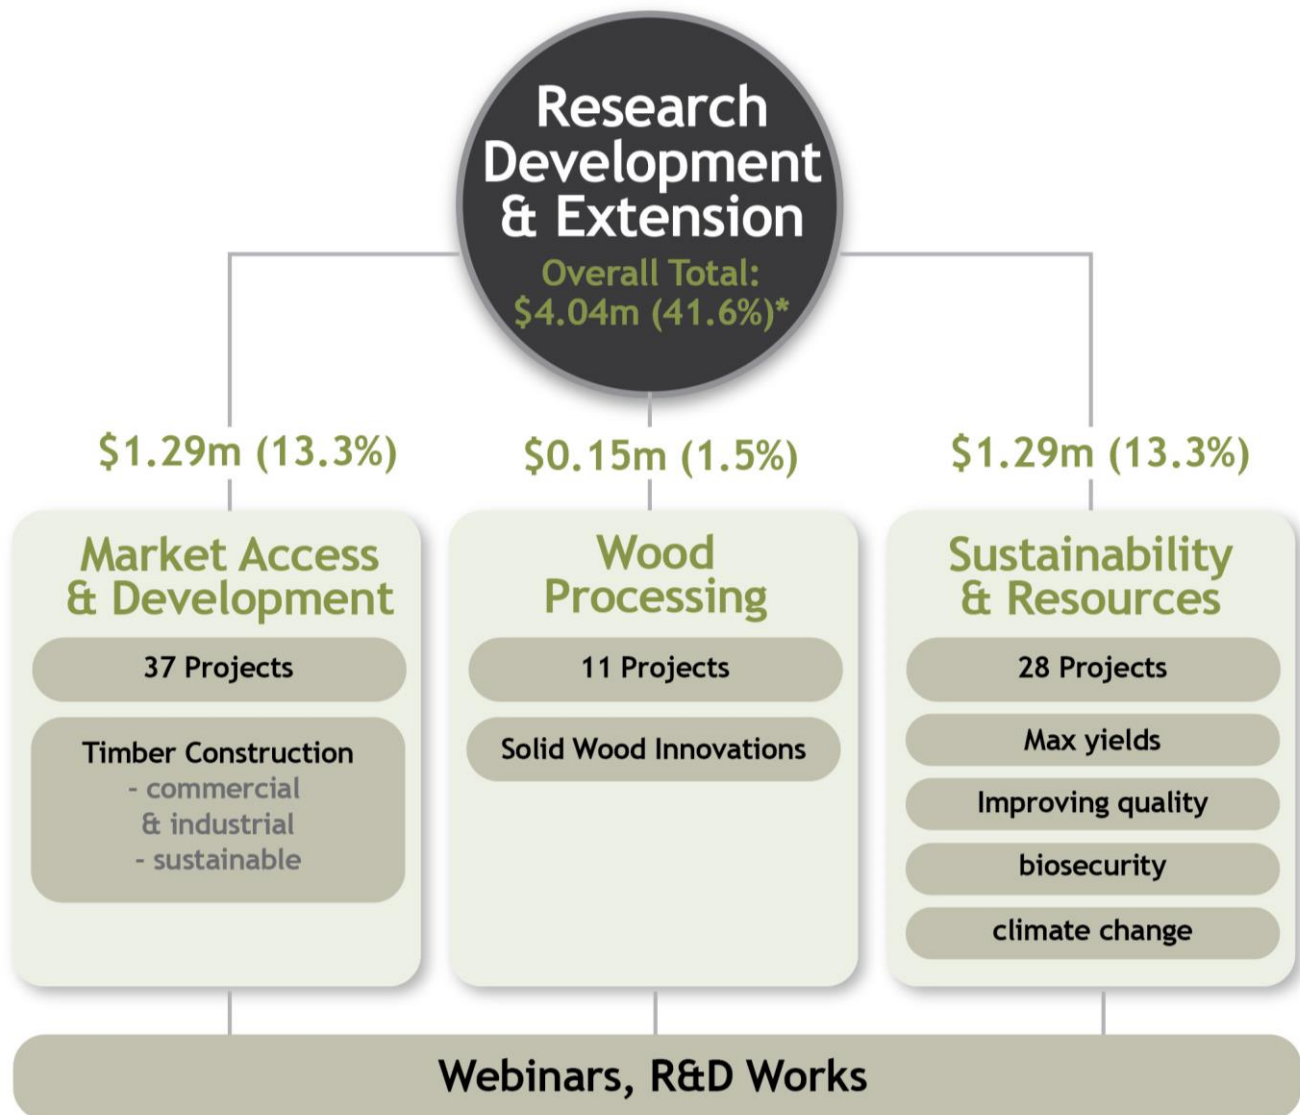 Research
Development
& Extension
Overall Total:
$4.04m (41.6%)*
$1.29m (13.3%)
$0.15m (1.5%)
$1.29m (13.3%)
Market Access
& Development
37 Projects
Timber Construction
- commercial
& industrial
- sustainable
Wood
Processing
11 Projects
Solid Wood Innovations
Sustainability
& Resources
28 Projects
Max yields
Improving quality
biosecurity
climate change
Webinars, R&D Works